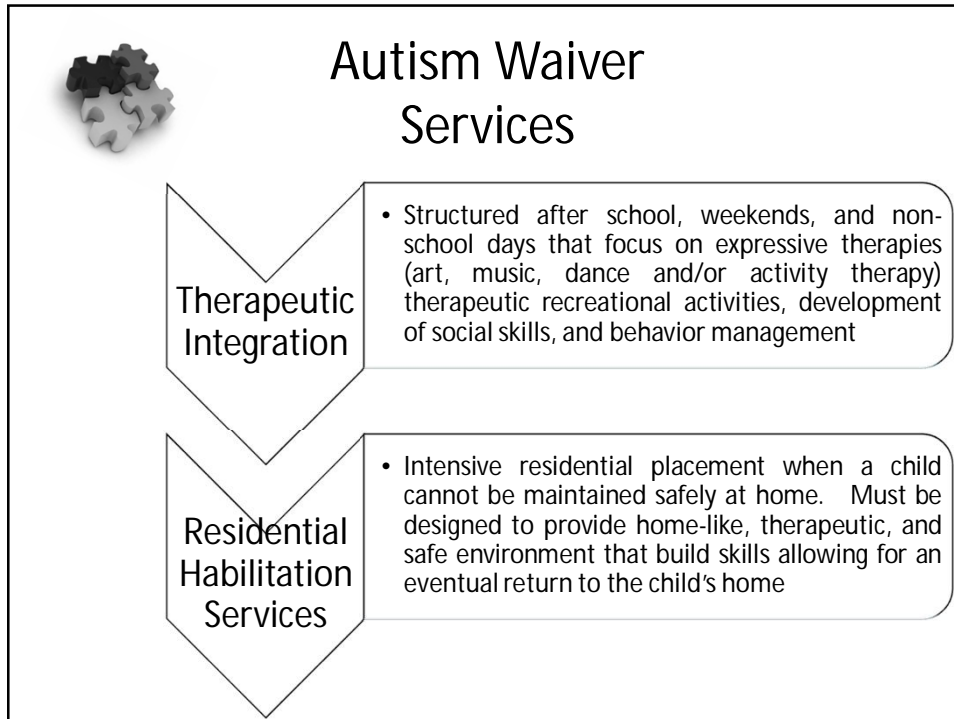 Autism Waiver
Services
Therapeutic
Integration
• Structured after school, weekends, and non-
school days that focus on expressive therapies
(art, music, dance and/or activity therapy)
therapeutic recreational activities, development
of social skills, and behavior management
Residential
Habilitation
Services
• Intensive residential placement when a child
cannot be maintained safely at home. Must be
designed to provide home-like, therapeutic, and
safe environment that build skills allowing for an
eventual return to the child's home